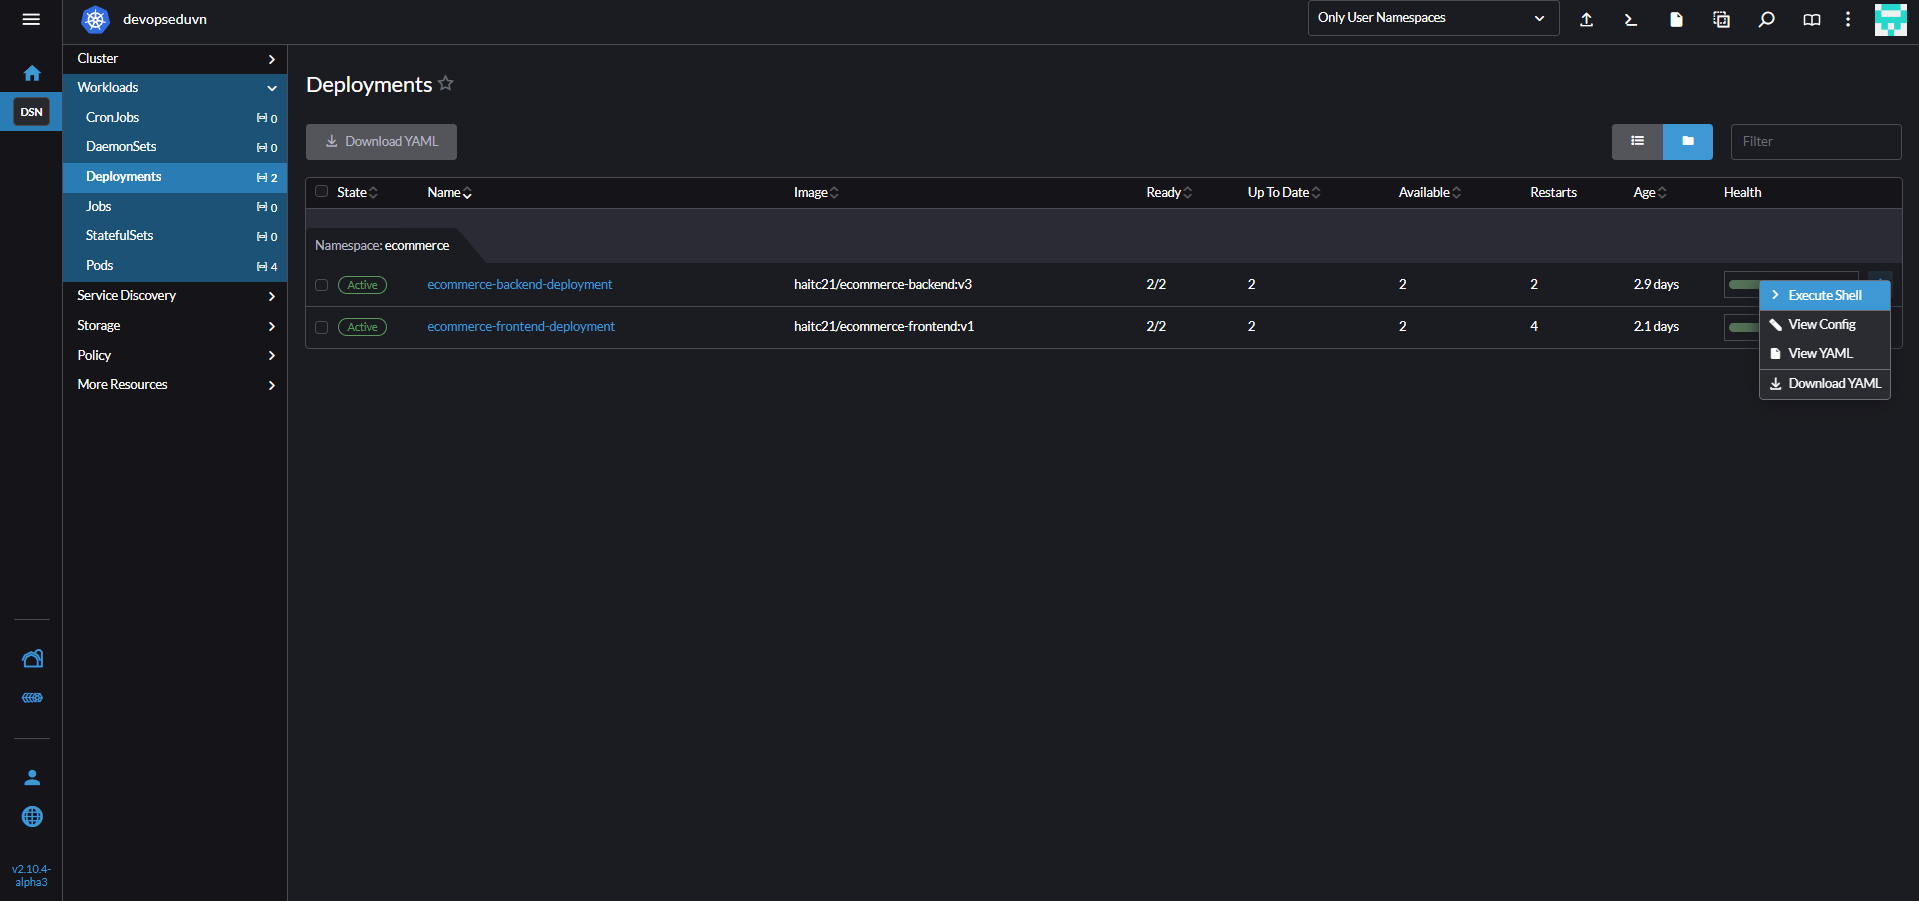 devopseduvn
Only User Namespaces
DSN
Cluster
Workloads
CronJobs 0
DaemonSets 0
Deployments 2
Jobs 0
StatefulSets 0
Pods 4
Service Discovery
Storage
Policy
More Resources
v2.10.4-
alpha3
Deployments
Download YAML
Filter
State Name Image Ready Up To Date Available Restarts Age Health
Namespace: ecommerce
Active ecommerce-backend-deployment haitc21/ecommerce-backend:v3 2/2 2 2 2 2.9 days
Active ecommerce-frontend-deployment haitc21/ecommerce-frontend:v1 2/2 2 2 4 2.1 days
Execute Shell
View Config
View YAML
Download YAML